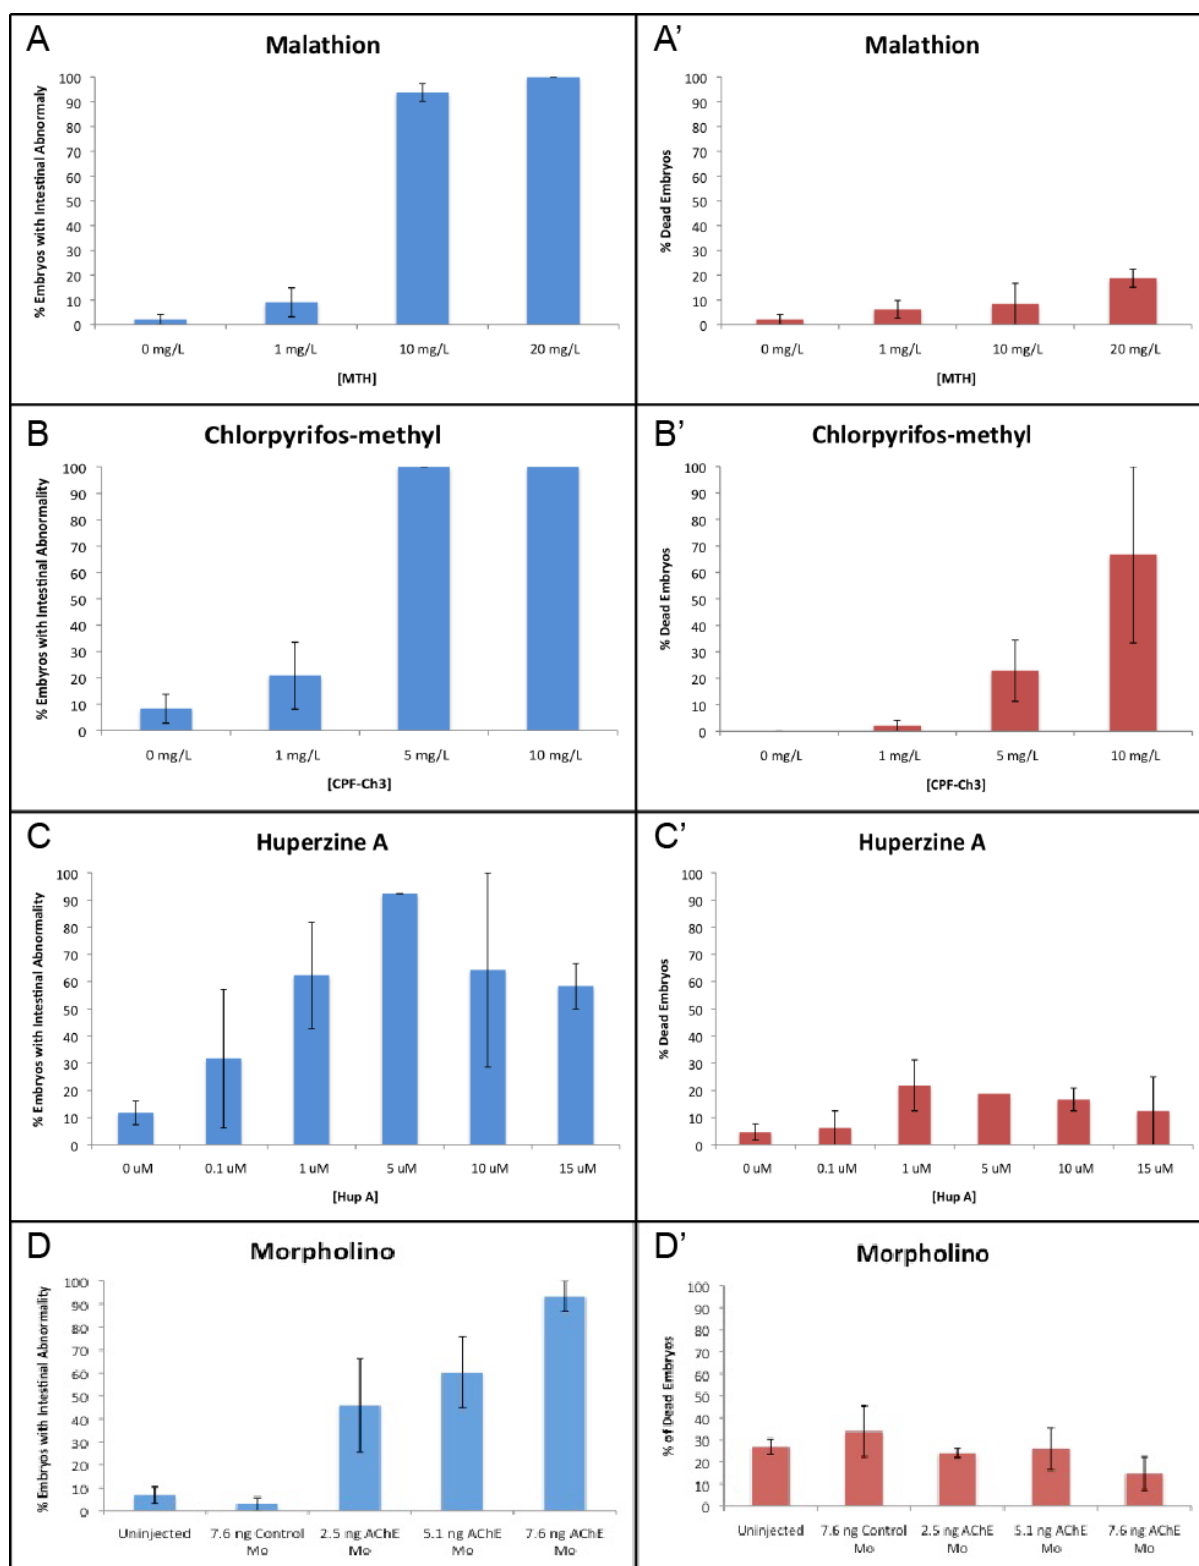 A
Malathion
% Embryos with Intestinal Abnormaly
100
90
80
70
60
50
40
30
20
10
0
0 mg/L 1 mg/L 10 mg/L 20 mg/L
[MTH]
A’
Malathion
% Dead Embryos
100
90
80
70
60
50
40
30
20
10
0
0 mg/L 1 mg/L 10 mg/L 20 mg/L
[MTH]
B
Chlorpyrifos-methyl
% Embyros with Intestinal Abnormality
100
90
80
70
60
50
40
30
20
10
0
0 mg/L 1 mg/L 5 mg/L 10 mg/L
[CPF-Ch3]
B’
Chlorpyrifos-methyl
% Dead Embryos
100
90
80
70
60
50
40
30
20
10
0
0 mg/L 1 mg/L 5 mg/L 10 mg/L
[CPF-Ch3]
C
Huperzine A
% Embryos with Intestinal Abnormality
100
90
80
70
60
50
40
30
20
10
0
0 uM 0.1 uM 1 uM 5 uM 10 uM 15 uM
[Hup A]
C’
Huperzine A
% Dead Embryos
100
90
80
70
60
50
40
30
20
10
0
0 uM 0.1 uM 1 uM 5 uM 10 uM 15 uM
[Hup A]
D
Morpholino
% Embryos with Intestinal Abnormality
100
90
80
70
60
50
40
30
20
10
0
Uninjected 7.6 ng Control 2.5 ng AChE 5.1 ng AChE 7.6 ng AChE
Mo Mo Mo Mo
D’
Morpholino
% of Dead Embryos
100
90
80
70
60
50
40
30
20
10
0
Uninjected 7.6 ng Control 2.5 ng AChE 5.1 ng AChE 7.6 ng AChE
Mo Mo Mo Mo